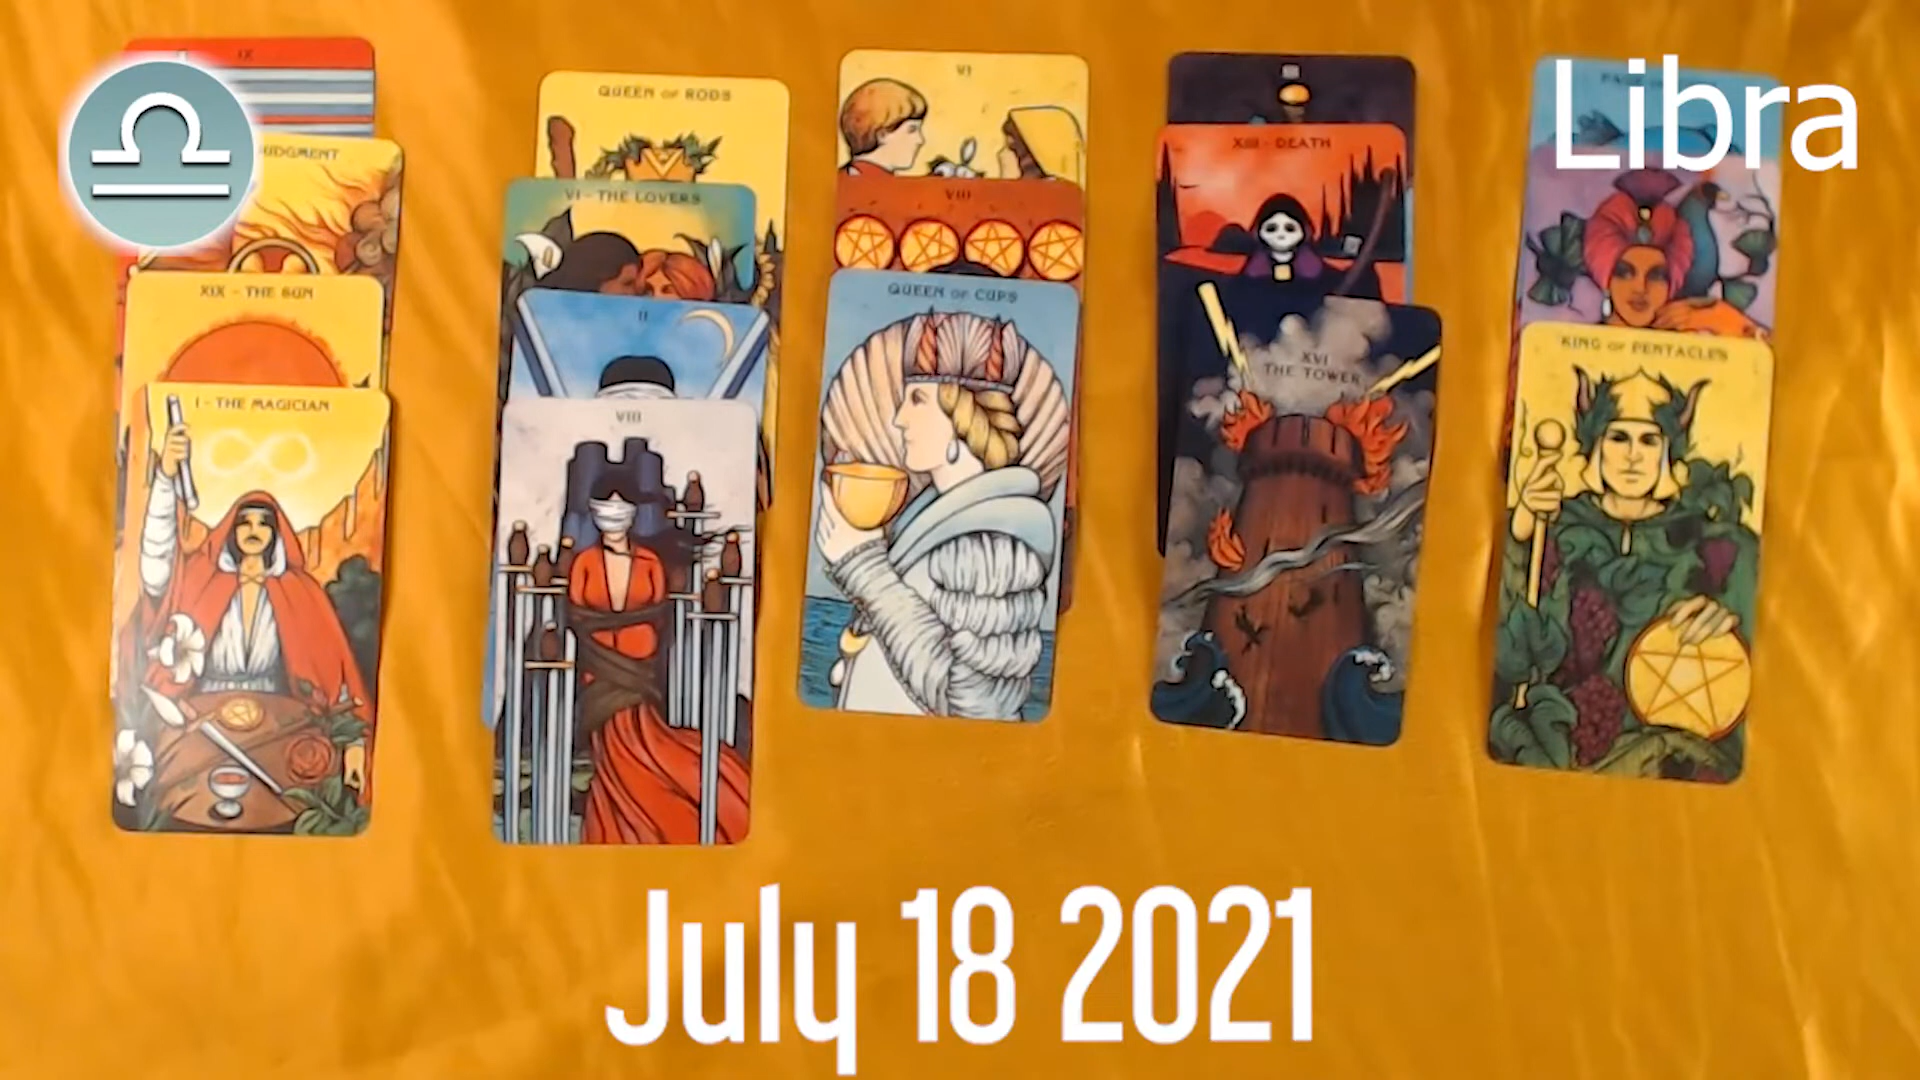 Libra
IX
JUDGMENT
XIX - THE SUN
I - THE MAGICIAN
QUEEN OF RODS
VI - THE LOVERS
II
VIII
VI
VIII
QUEEN OF CUPS
III
XIII - DEATH
XVI
THE TOWER
KING OF PENTACLES
July 18 2021